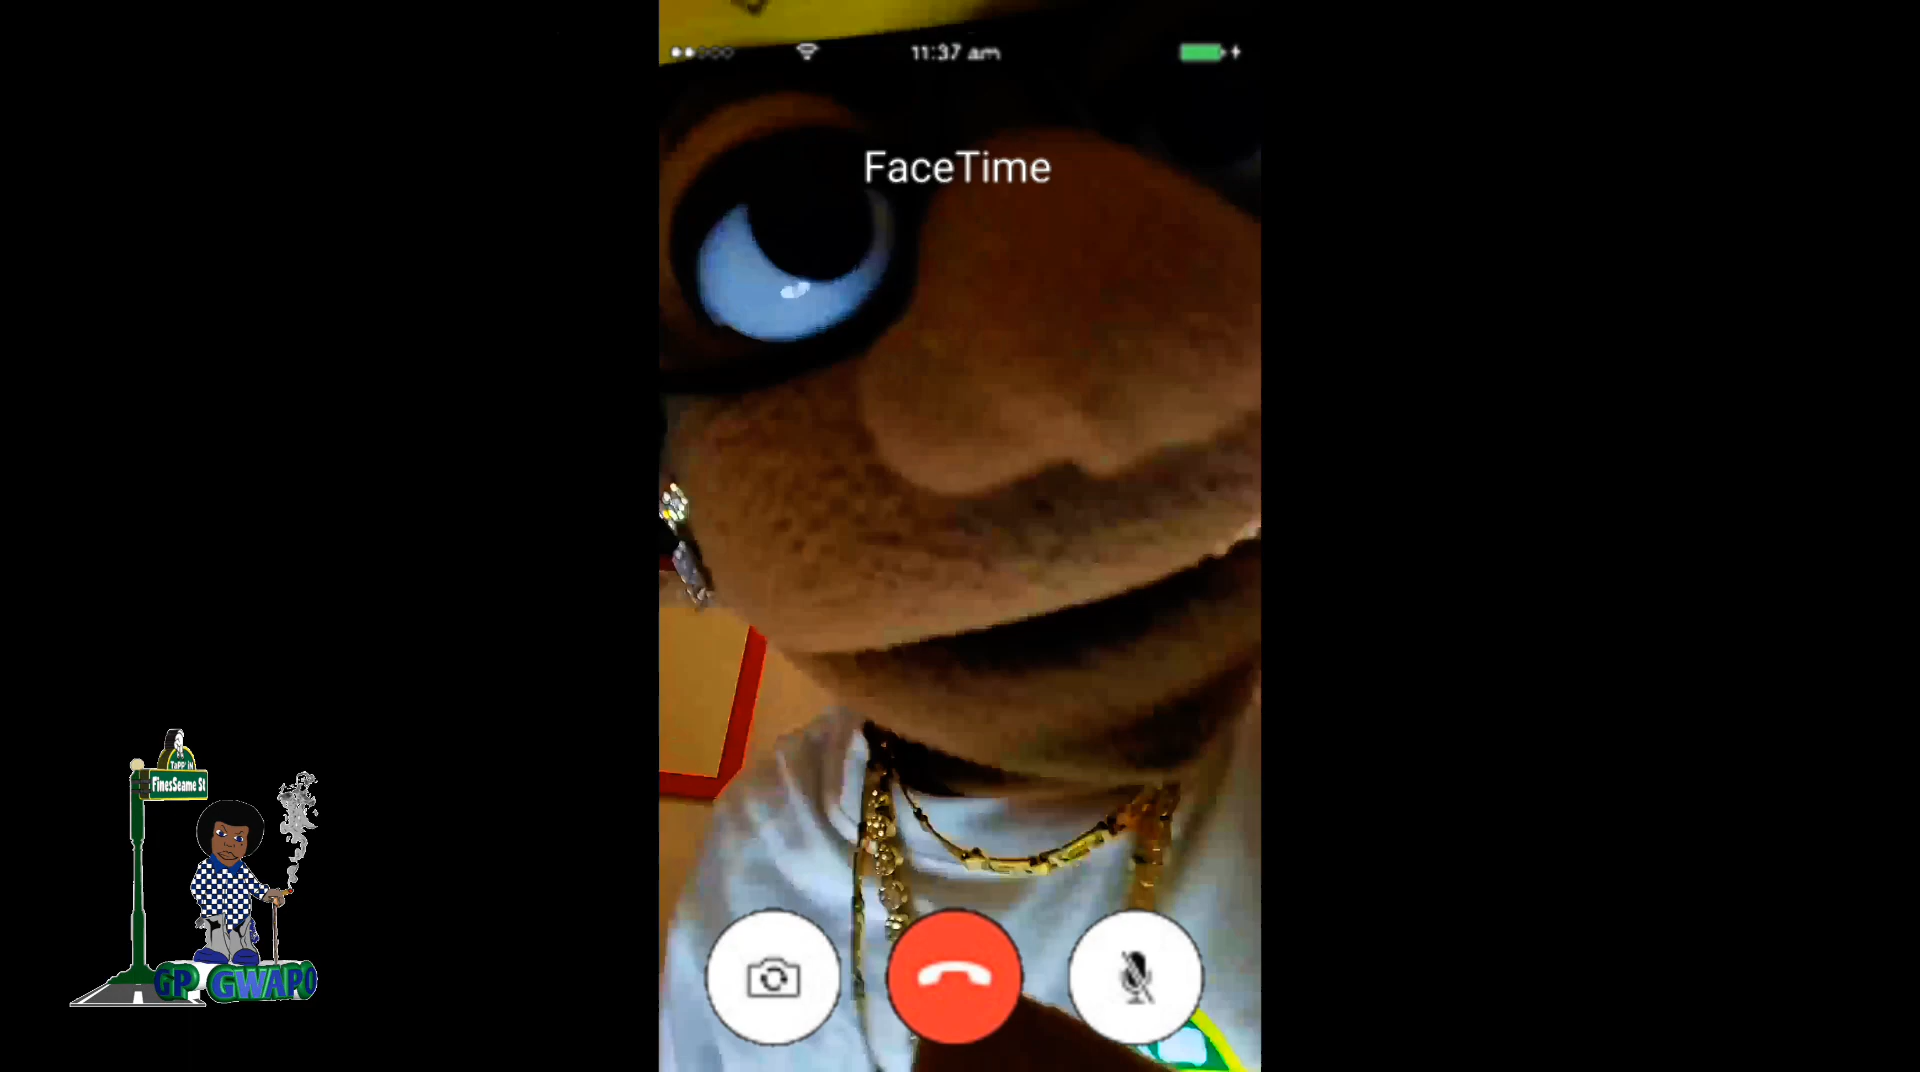 11:37 am
FaceTime
TaPP' iN
FinesSeame St
GP GWAPO